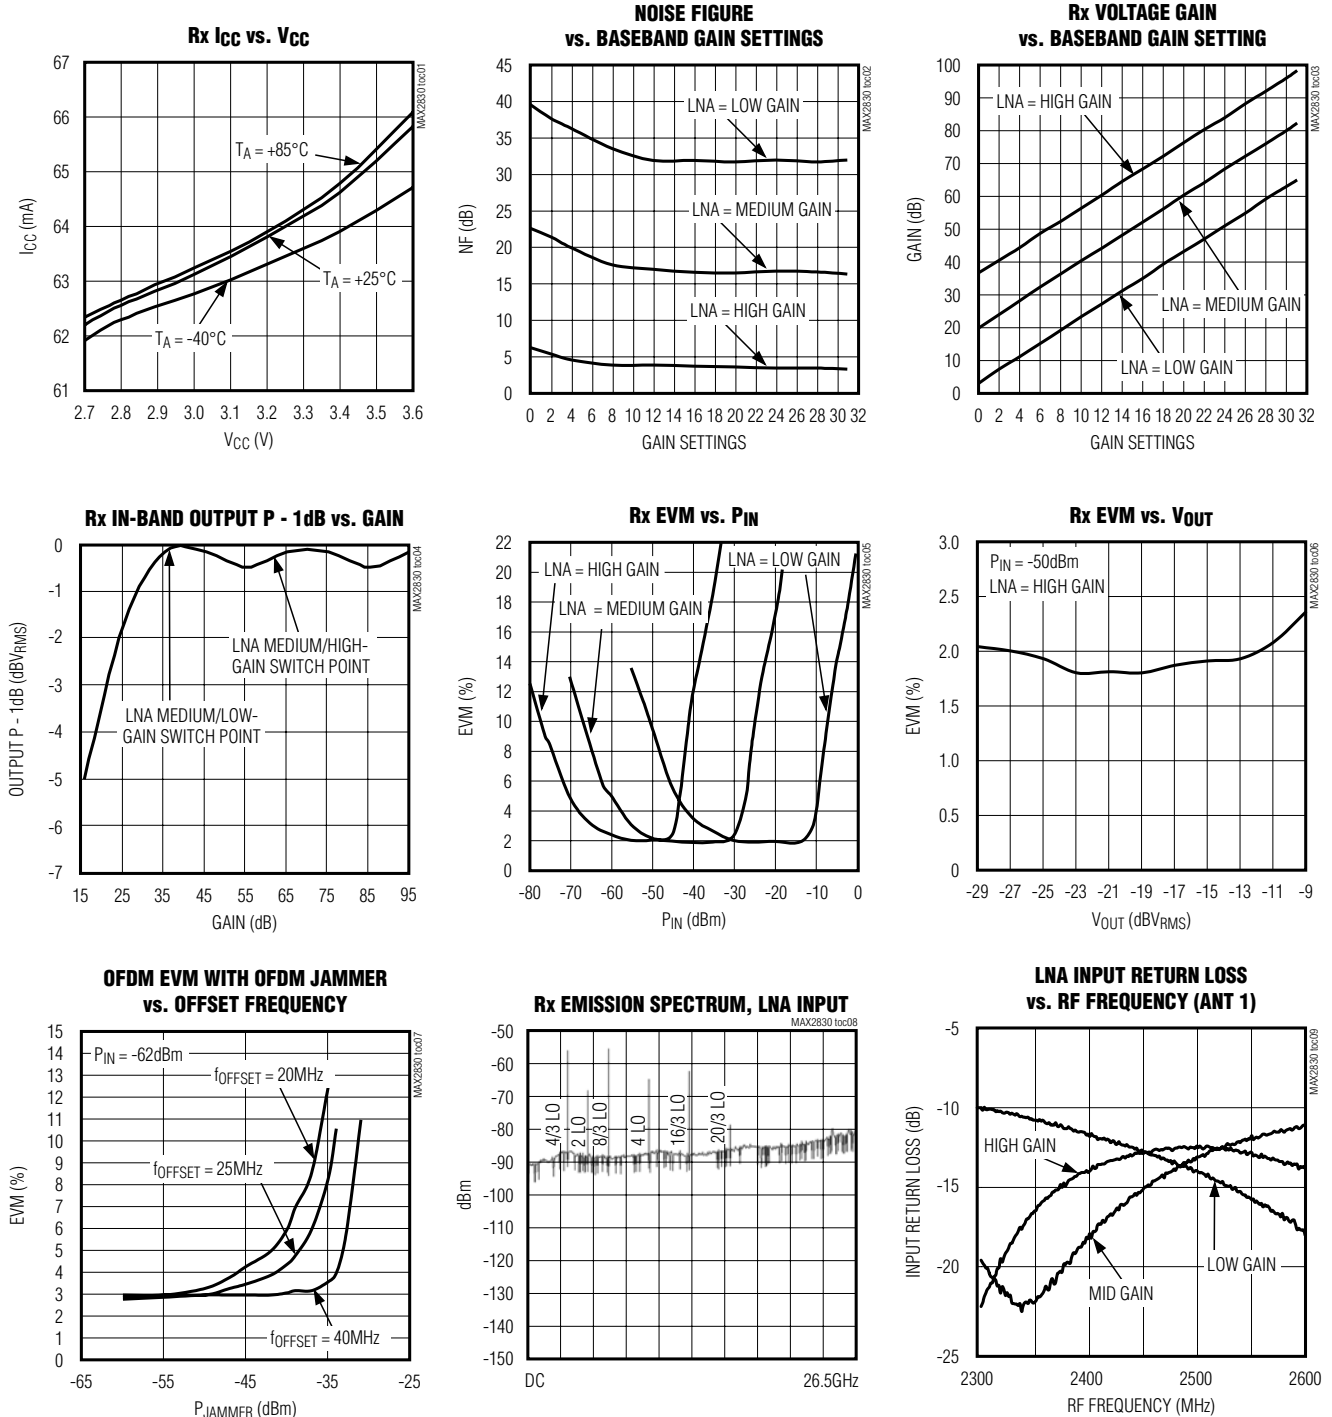 Rx ICC vs. VCC
MAX2830 toc01
ICC (mA)
67
66
65
64
63
62
61
TA = +85°C
TA = +25°C
TA = -40°C
2.7 2.8 2.9 3.0 3.1 3.2 3.3 3.4 3.5 3.6
VCC (V)
NOISE FIGURE
vs. BASEBAND GAIN SETTINGS
MAX2830 toc02
NF (dB)
45
40
35
30
25
20
15
10
5
0
LNA = LOW GAIN
LNA = MEDIUM GAIN
LNA = HIGH GAIN
0 2 4 6 8 10 12 14 16 18 20 22 24 26 28 30 32
GAIN SETTINGS
Rx VOLTAGE GAIN
vs. BASEBAND GAIN SETTING
MAX2830 toc03
GAIN (dB)
100
90
80
70
60
50
40
30
20
10
0
LNA = HIGH GAIN
LNA = MEDIUM GAIN
LNA = LOW GAIN
0 2 4 6 8 10 12 14 16 18 20 22 24 26 28 30 32
GAIN SETTINGS
Rx IN-BAND OUTPUT P - 1dB vs. GAIN
MAX2830 toc04
OUTPUT P - 1dB (dBVRMS)
0
-1
-2
-3
-4
-5
-6
-7
LNA MEDIUM/HIGH-
GAIN SWITCH POINT
LNA MEDIUM/LOW-
GAIN SWITCH POINT
15 25 35 45 55 65 75 85 95
GAIN (dB)
Rx EVM vs. PIN
MAX2830 toc05
EVM (%)
22
20
18
16
14
12
10
8
6
4
2
0
LNA = HIGH GAIN
LNA = LOW GAIN
LNA = MEDIUM GAIN
-80 -70 -60 -50 -40 -30 -20 -10 0
PIN (dBm)
Rx EVM vs. VOUT
MAX2830 toc06
EVM (%)
3.0
2.5
2.0
1.5
1.0
0.5
0
PIN = -50dBm
LNA = HIGH GAIN
-29 -27 -25 -23 -21 -19 -17 -15 -13 -11 -9
VOUT (dBVRMS)
OFDM EVM WITH OFDM JAMMER
vs. OFFSET FREQUENCY
MAX2830 toc07
EVM (%)
15
14
13
12
11
10
9
8
7
6
5
4
3
2
1
0
PIN = -62dBm
fOFFSET = 20MHz
fOFFSET = 25MHz
fOFFSET = 40MHz
-65 -55 -45 -35 -25
PJAMMER (dBm)
Rx EMISSION SPECTRUM, LNA INPUT
MAX2830 toc08
dBm
-50
-60
-70
-80
-90
-100
-110
-120
-130
-140
-150
4/3 LO
2 LO
8/3 LO
4 LO
16/3 LO
20/3 LO
DC 26.5GHz
LNA INPUT RETURN LOSS
vs. RF FREQUENCY (ANT 1)
MAX2830 toc09
INPUT RETURN LOSS (dB)
-5
-10
-15
-20
-25
HIGH GAIN
LOW GAIN
MID GAIN
2300 2400 2500 2600
RF FREQUENCY (MHz)